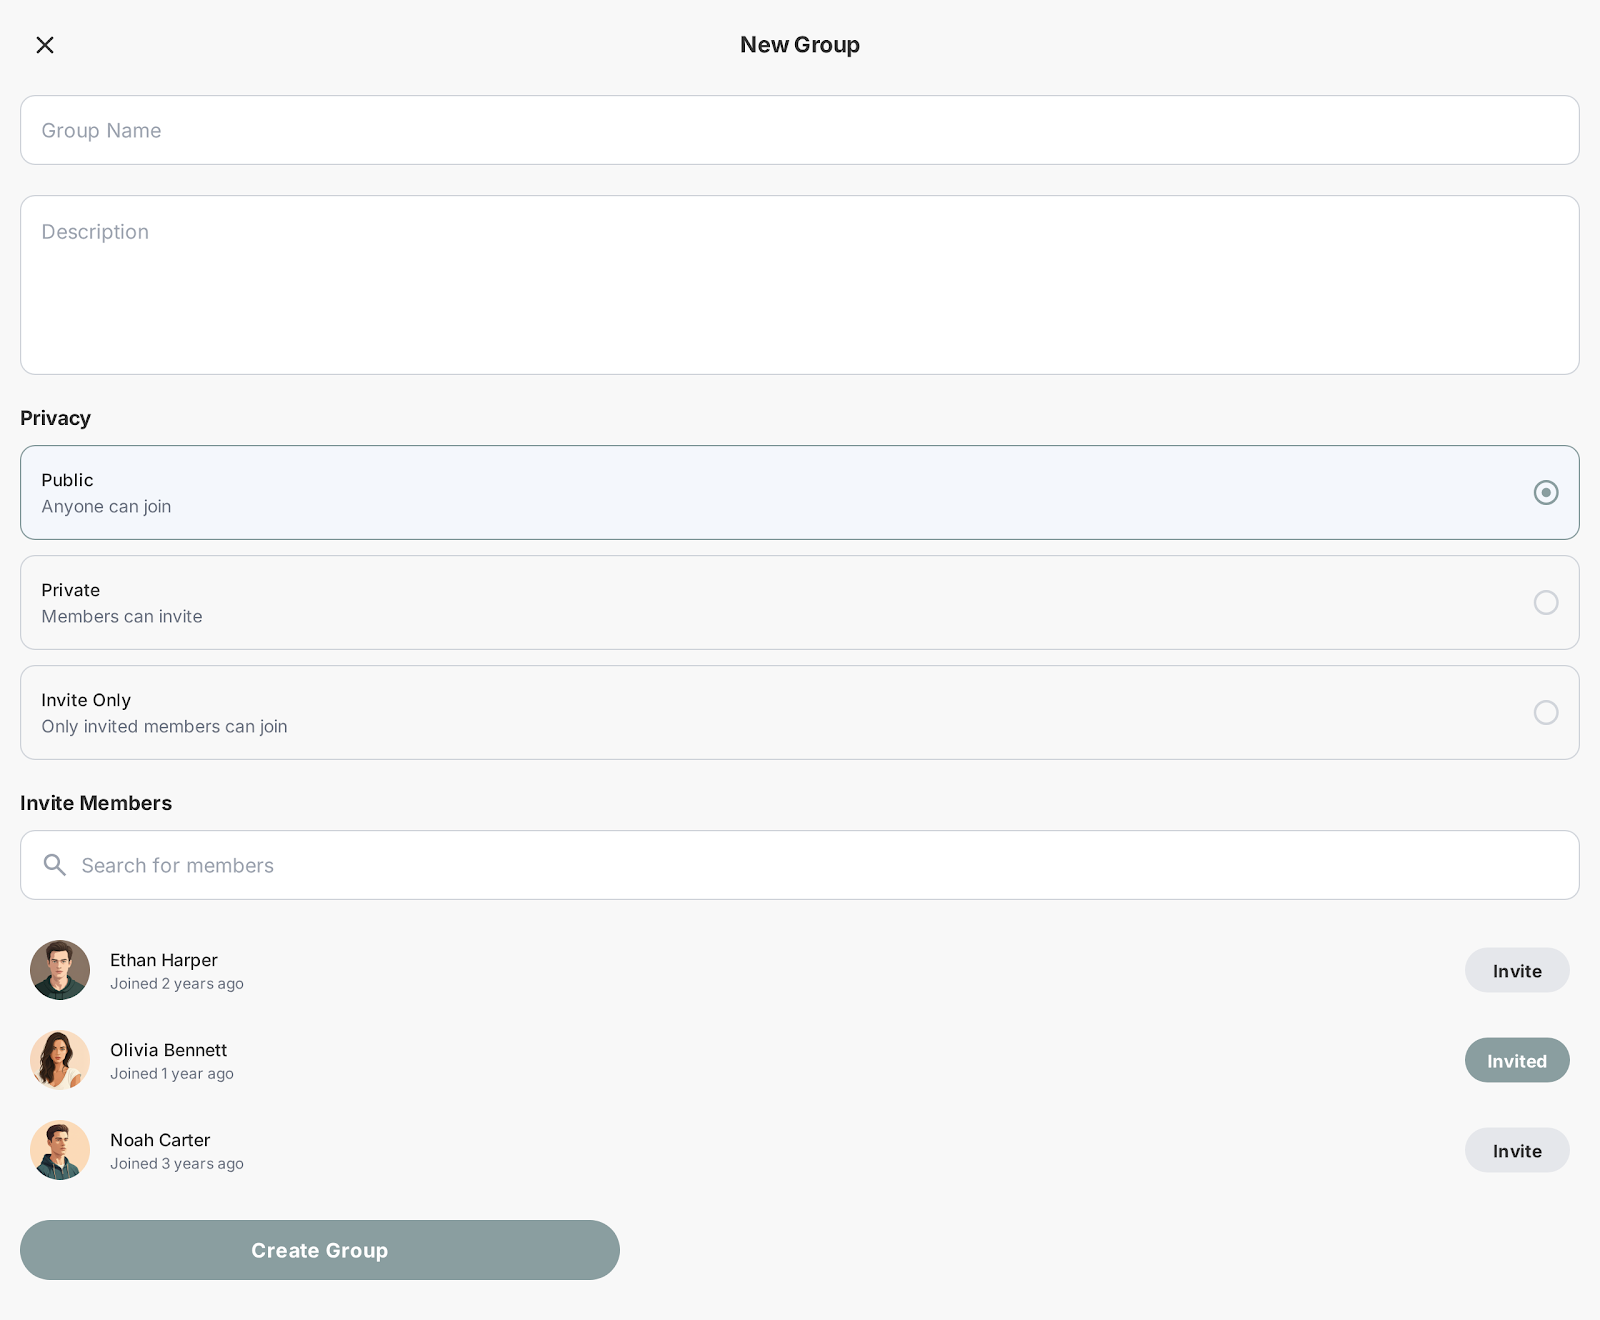 New Group
Group Name
Description
Privacy
Public
Anyone can join
Private
Members can invite
Invite Only
Only invited members can join
Invite Members
Search for members
Ethan Harper
Joined 2 years ago
Invite
Olivia Bennett
Joined 1 year ago
Invited
Noah Carter
Joined 3 years ago
Invite
Create Group